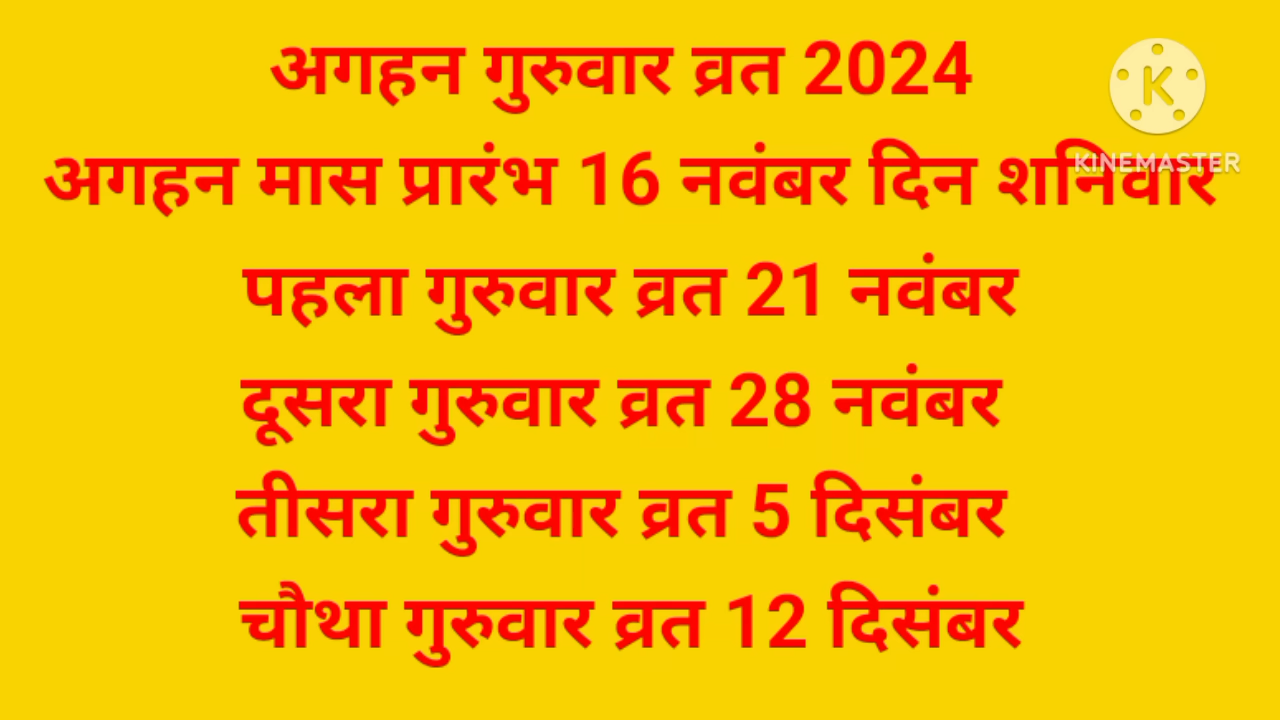 अगहन गुरुवार व्रत 2024
अगहन मास प्रारंभ 16 नवंबर दिन शनिवार
KINEMASTER
पहला गुरुवार व्रत 21 नवंबर
दूसरा गुरुवार व्रत 28 नवंबर
तीसरा गुरुवार व्रत 5 दिसंबर
चौथा गुरुवार व्रत 12 दिसंबर